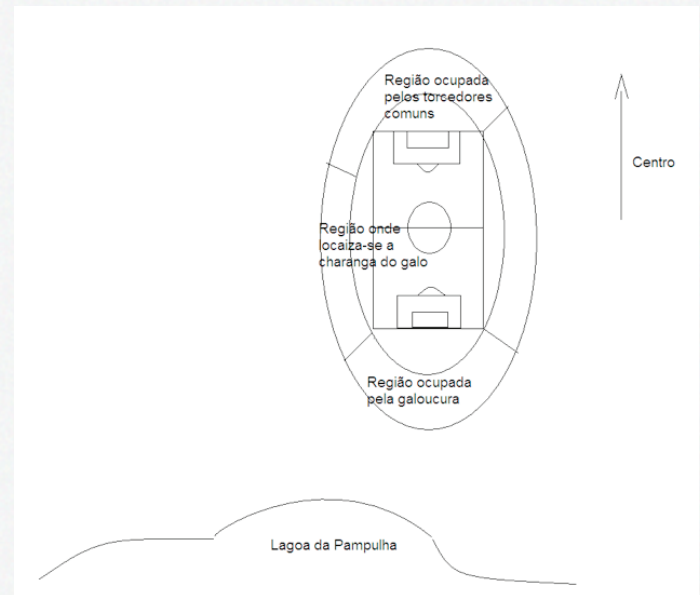 Região ocupada
pelos torcedores
comuns
Centro
Região onde
locaiza-se a
charanga do galo
Região ocupada
pela galoucura
Lagoa da Pampulha